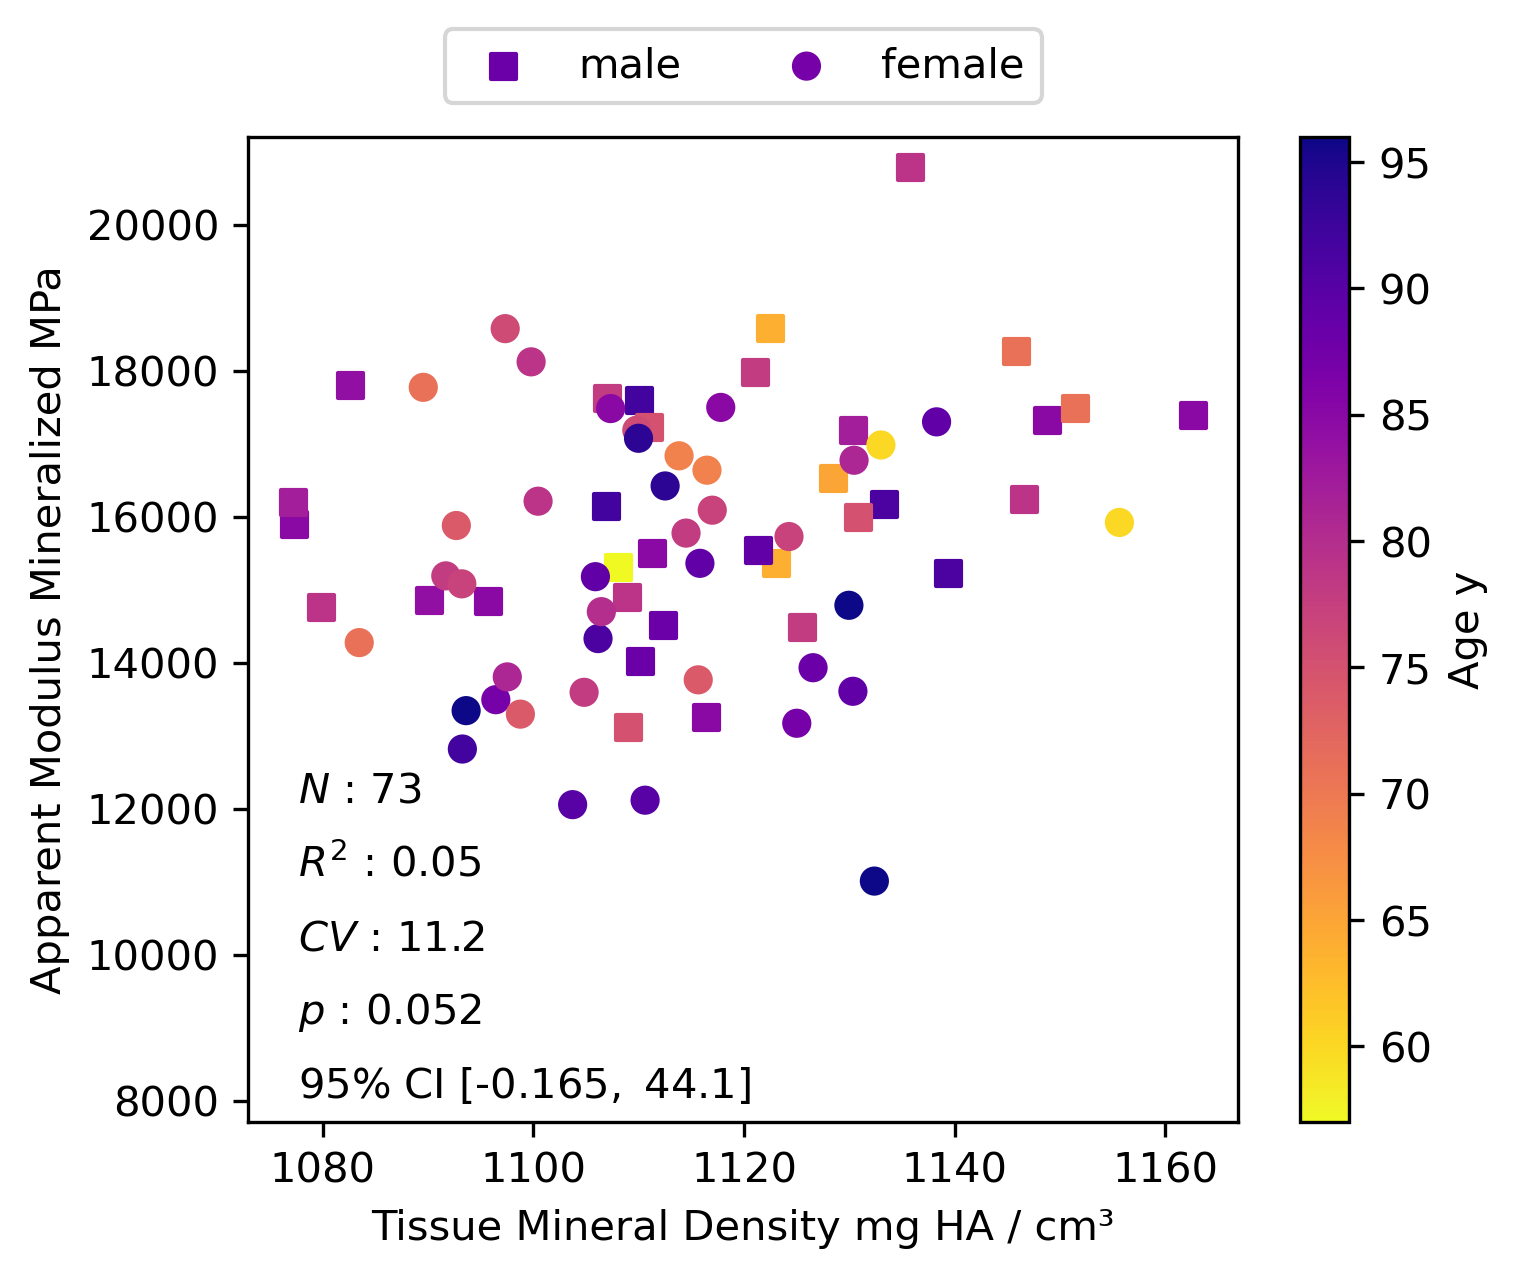 male female
20000
18000
16000
14000
12000
10000
8000
Apparent Modulus Mineralized MPa
N : 73
R² : 0.05
CV : 11.2
p : 0.052
95% CI [-0.165, 44.1]
1080 1100 1120 1140 1160
Tissue Mineral Density mg HA / cm³
95
90
85
80
75
70
65
60
Age y